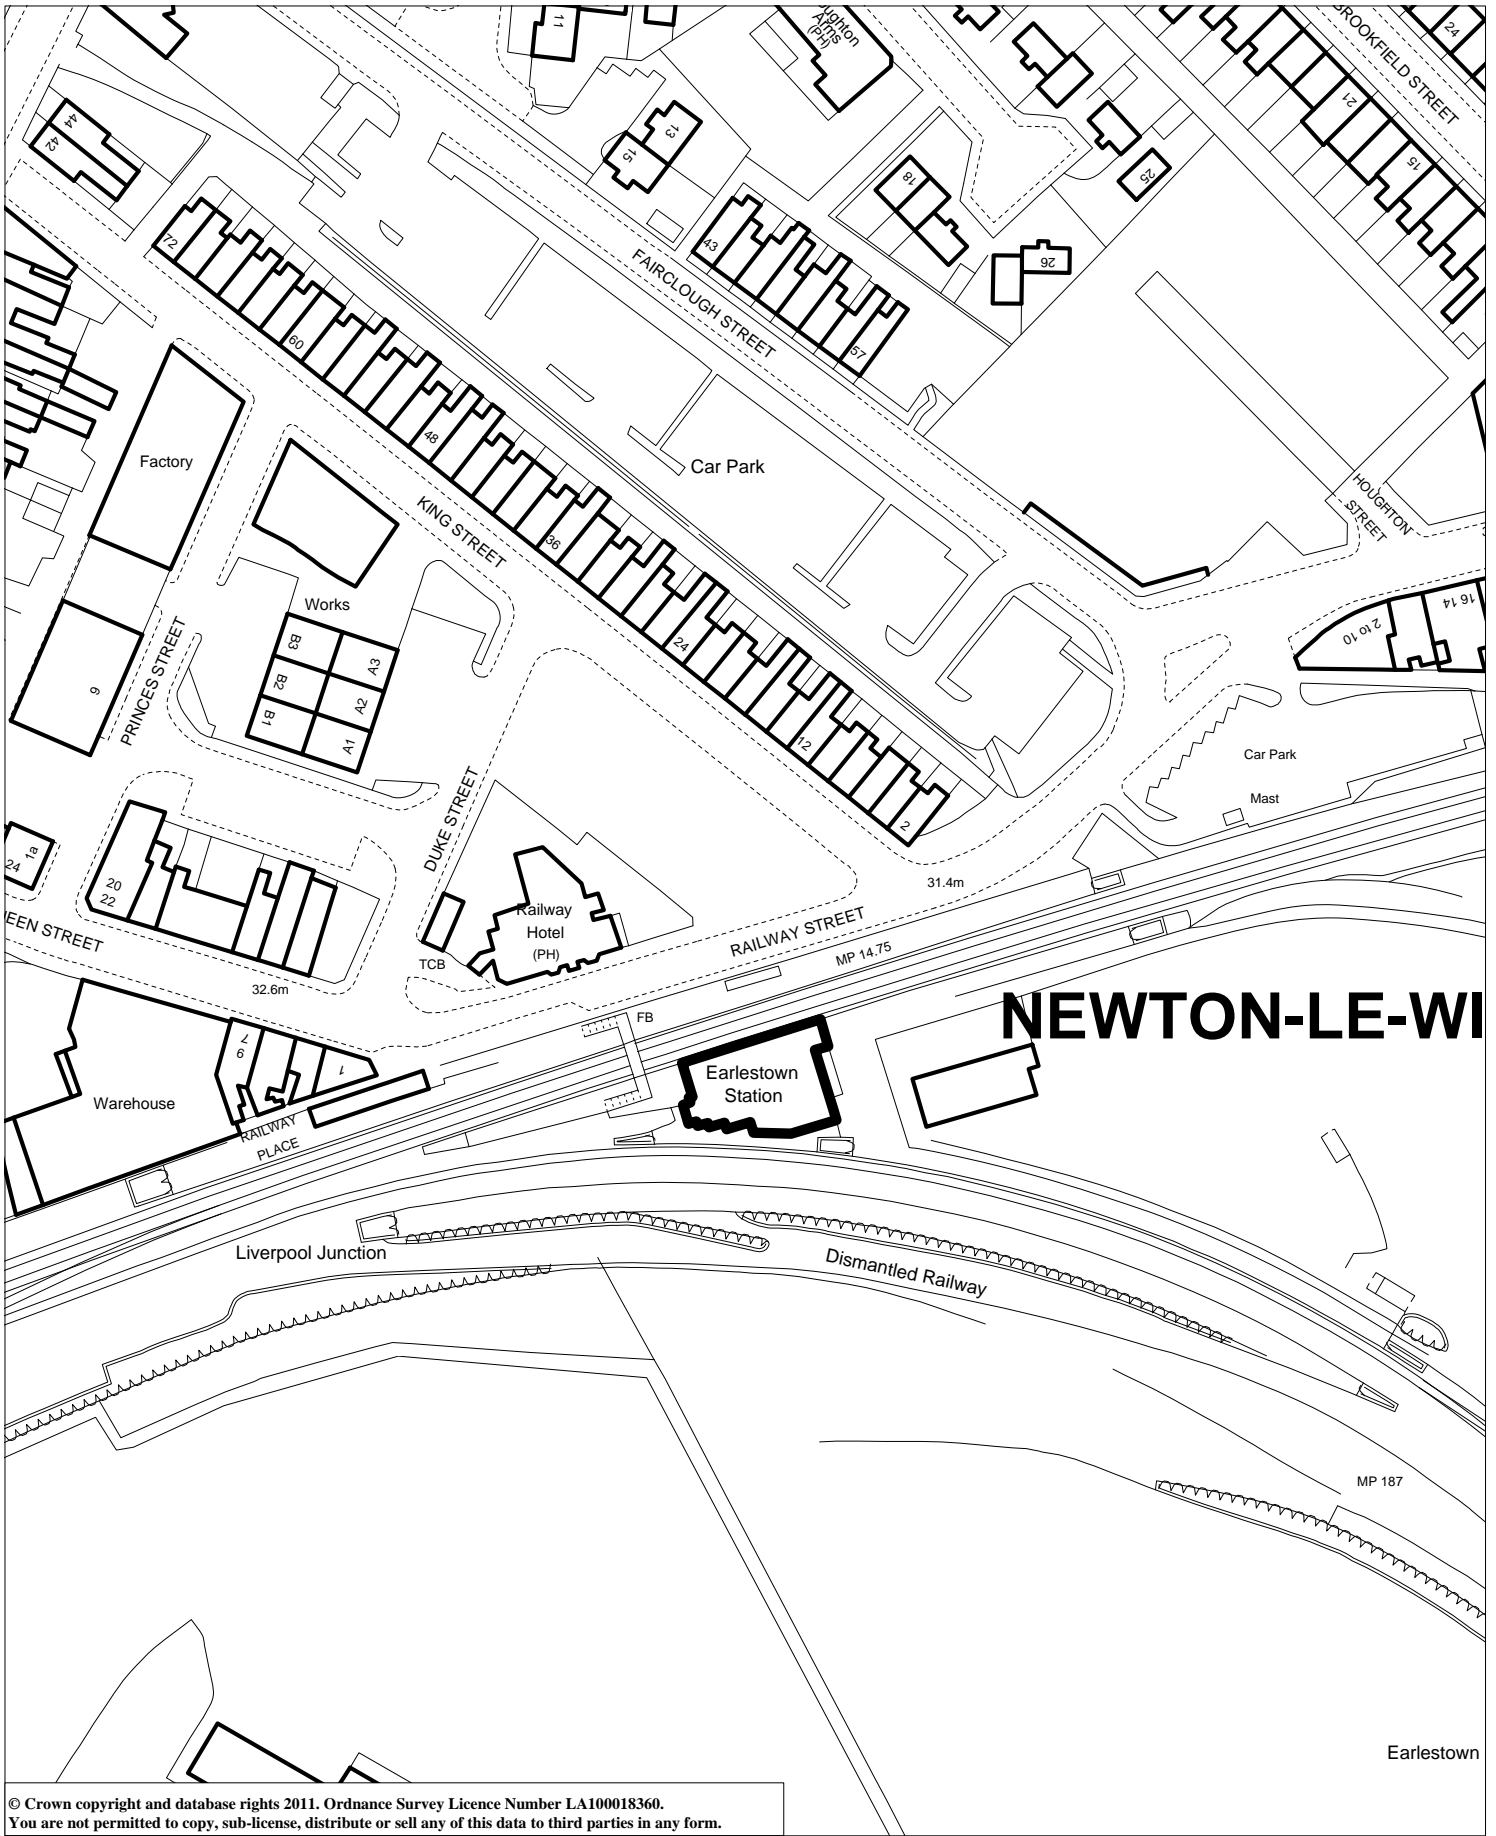 11
Arms
(PH)
BROOKFIELD STREET
24
21
15
44
42
13
15
18
25
26
72
43
FAIRCLOUGH STREET
57
60
48
Factory
Car Park
KING STREET
36
HOUGHTON
STREET
Works
B3
A3
B2
A2
B1
A1
24
2 to 10
16 14
PRINCES STREET
12
Car Park
Mast
DUKE STREET
2
1a
24
20
22
31.4m
Railway
Hotel
(PH)
RAILWAY STREET
MP 14.75
EEN STREET
TCB
32.6m
FB
NEWTON-LE-WI
Earlestown
Station
7
1
Warehouse
RAILWAY
PLACE
Liverpool Junction
Dismantled Railway
MP 187
Earlestown
© Crown copyright and database rights 2011. Ordnance Survey Licence Number LA100018360.
You are not permitted to copy, sub-license, distribute or sell any of this data to third parties in any form.